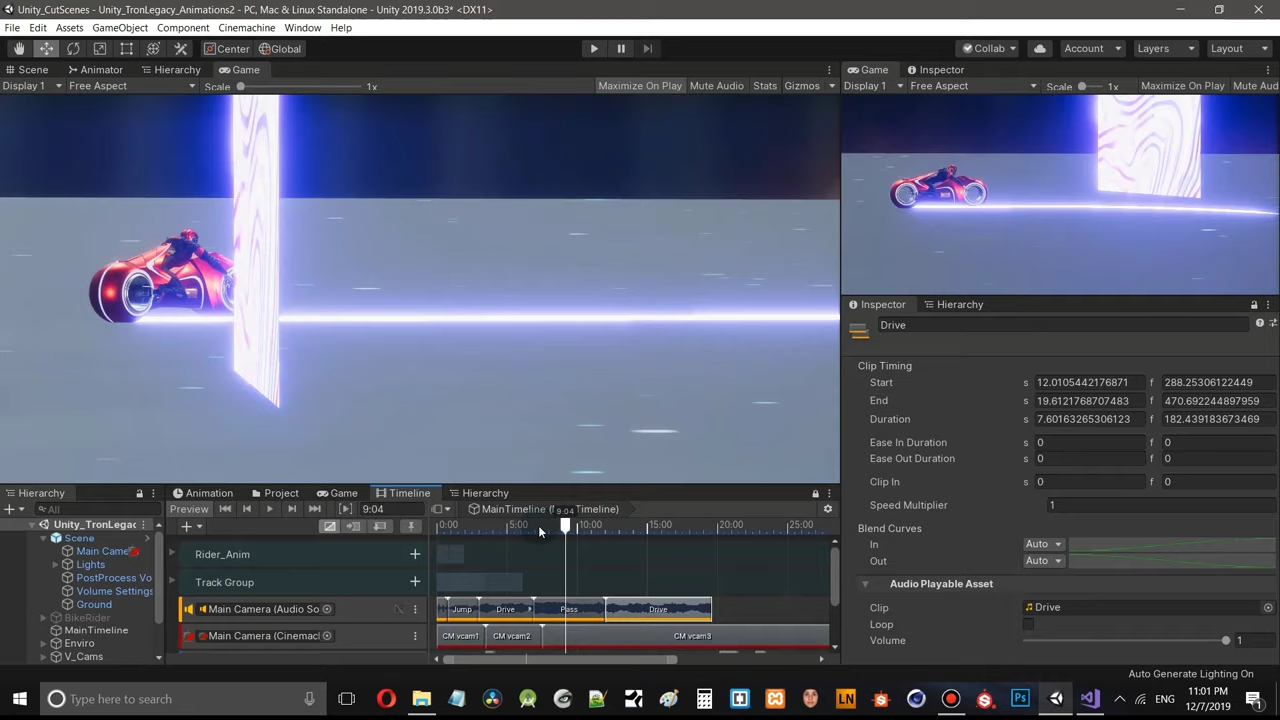 Unity_CutScenes - Unity_TronLegacy_Animations2 - PC, Mac & Linux Standalone - Unity 2019.3.0b3* <DX11>
File Edit Assets GameObject Component Cinemachine Window Help
Center Global Collab Account Layers Layout
Scene Animator Hierarchy Game Game Inspector
Display 1 Free Aspect Scale 1x Maximize On Play Mute Audio Stats Gizmos Display 1 Free Aspect Scale 1x Maximize On Play Mute Aud
Inspector Hierarchy
Drive
Clip Timing
Start s 12.0105442176871 f 288.25306122449
End s 19.6121768707483 f 470.692244897959
Duration s 7.60163265306123 f 182.439183673469
Ease In Duration s 0 f 0
Ease Out Duration s 0 f 0
Clip In s 0 f 0
Speed Multiplier 1
Blend Curves
In Auto
Out Auto
Audio Playable Asset
Clip Drive
Loop
Volume 1
Hierarchy Animation Project Game Timeline Hierarchy
All Preview 9:04 MainTimeline ( Timeline)
9:04
Unity_TronLegac 0:00 5:00 10:00 15:00 20:00 25:00
Scene
Main Came Rider_Anim
Lights
PostProcess Vo Track Group
Volume Settings
Ground Main Camera (Audio So Jump Drive Pass Drive
BikeRider
MainTimeline Main Camera (Cinemacl CM vcam1 CM vcam2 CM vcam3
Enviro
V_Cams
Auto Generate Lighting On
Type here to search LN Ps ENG 11:01 PM
12/7/2019